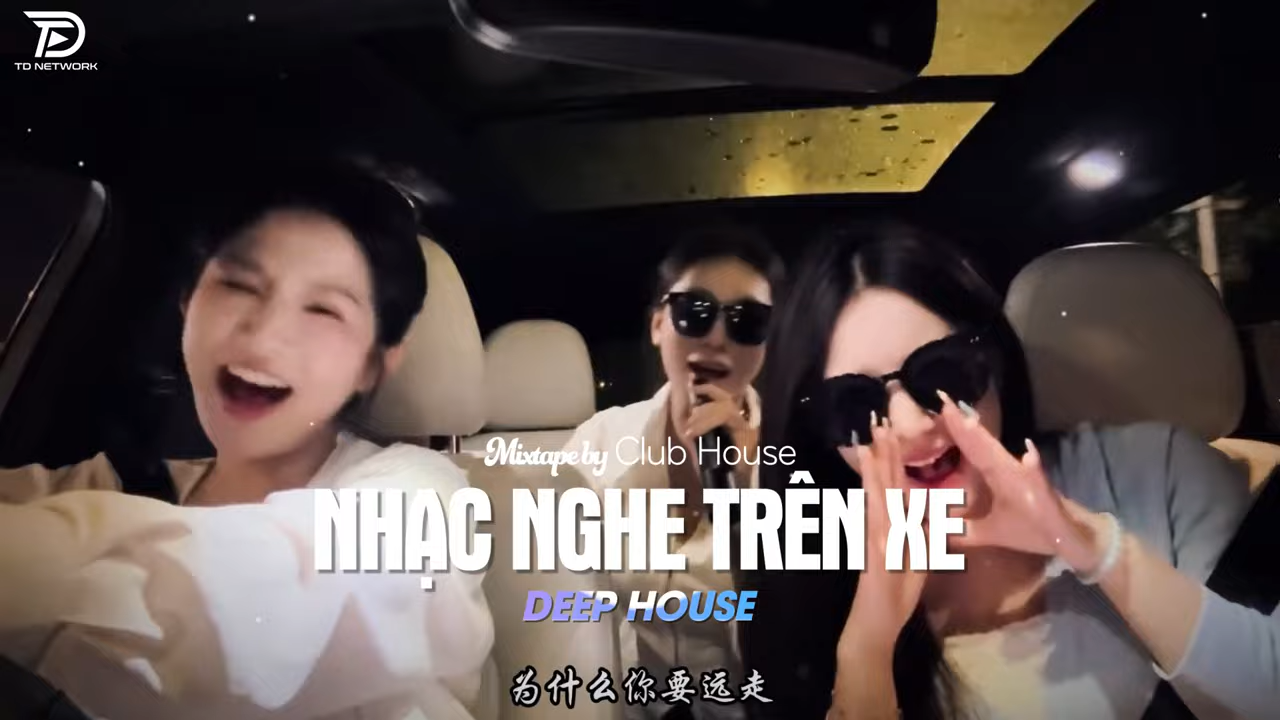 TD NETWORK
Mixtape by Club House
NHẠC NGHE TRÊN XE
DEEP HOUSE
为什么你要远走